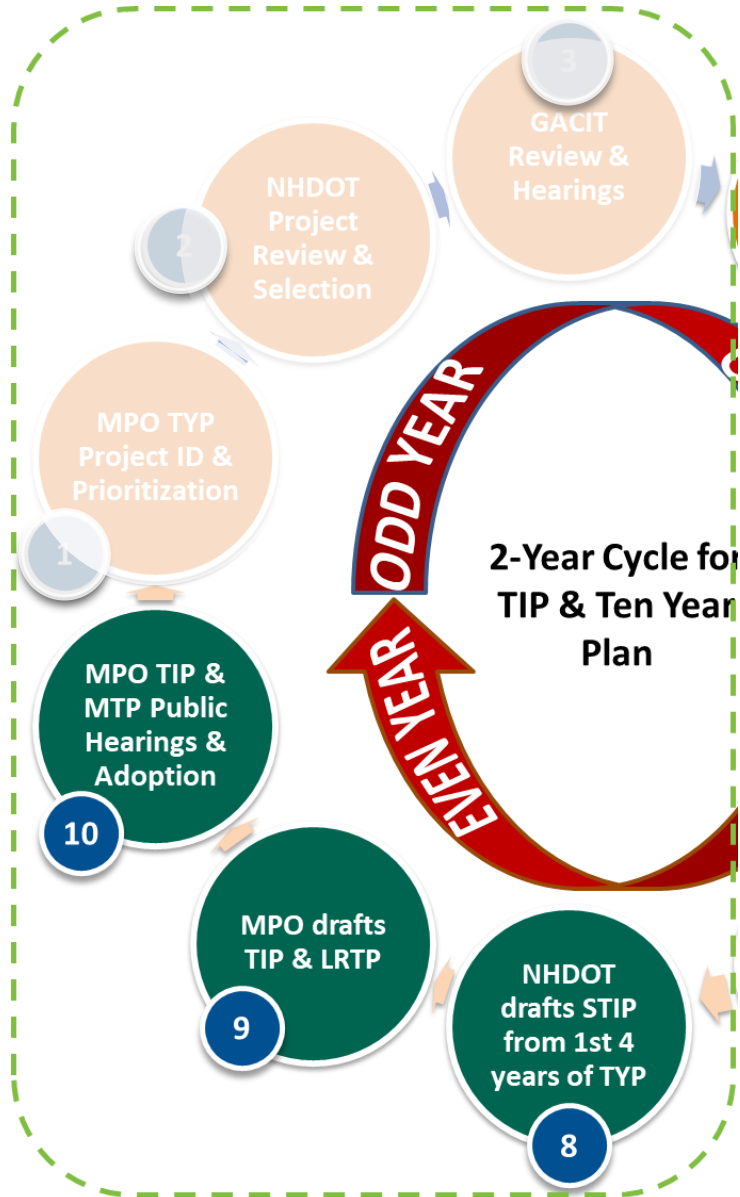 3
GACIT
Review &
Hearings
2
NHDOT
Project
Review &
Selection
1
MPO TYP
Project ID &
Prioritization
ODD YEAR
EVEN YEAR
2-Year Cycle for
TIP & Ten Year
Plan
MPO TIP &
MTP Public
Hearings &
Adoption
10
MPO drafts
TIP & LRTP
9
NHDOT
drafts STIP
from 1st 4
years of TYP
8